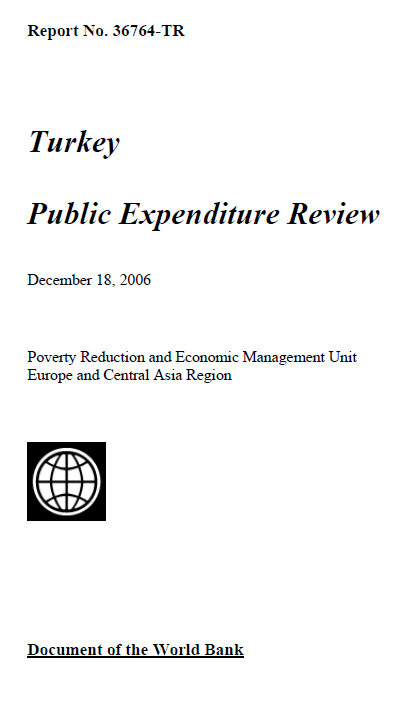 Report No. 36764-TR
Turkey
Public Expenditure Review
December 18, 2006
Poverty Reduction and Economic Management Unit
Europe and Central Asia Region
Document of the World Bank